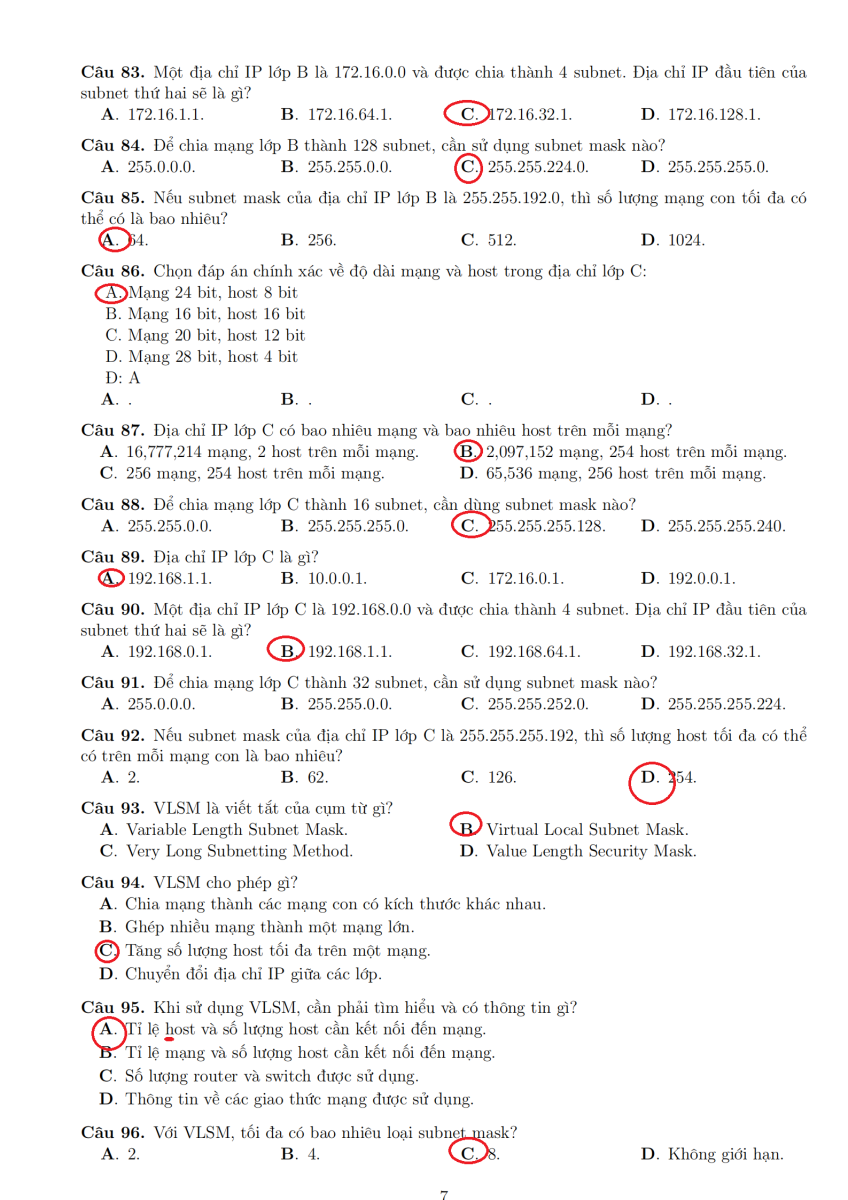 Câu 83. Một địa chỉ IP lớp B là 172.16.0.0 và được chia thành 4 subnet. Địa chỉ IP đầu tiên của
subnet thứ hai sẽ là gì?
A. 172.16.1.1. B. 172.16.64.1. C. 172.16.32.1. D. 172.16.128.1.
Câu 84. Để chia mạng lớp B thành 128 subnet, cần sử dụng subnet mask nào?
A. 255.0.0.0. B. 255.255.0.0. C. 255.255.224.0. D. 255.255.255.0.
Câu 85. Nếu subnet mask của địa chỉ IP lớp B là 255.255.192.0, thì số lượng mạng con tối đa có
thể có là bao nhiêu?
A. 64. B. 256. C. 512. D. 1024.
Câu 86. Chọn đáp án chính xác về độ dài mạng và host trong địa chỉ lớp C:
A. Mạng 24 bit, host 8 bit
B. Mạng 16 bit, host 16 bit
C. Mạng 20 bit, host 12 bit
D. Mạng 28 bit, host 4 bit
Đ: A
A. . B. . C. . D. .
Câu 87. Địa chỉ IP lớp C có bao nhiêu mạng và bao nhiêu host trên mỗi mạng?
A. 16,777,214 mạng, 2 host trên mỗi mạng. B. 2,097,152 mạng, 254 host trên mỗi mạng.
C. 256 mạng, 254 host trên mỗi mạng. D. 65,536 mạng, 256 host trên mỗi mạng.
Câu 88. Để chia mạng lớp C thành 16 subnet, cần dùng subnet mask nào?
A. 255.255.0.0. B. 255.255.255.0. C. 255.255.255.128. D. 255.255.255.240.
Câu 89. Địa chỉ IP lớp C là gì?
A. 192.168.1.1. B. 10.0.0.1. C. 172.16.0.1. D. 192.0.0.1.
Câu 90. Một địa chỉ IP lớp C là 192.168.0.0 và được chia thành 4 subnet. Địa chỉ IP đầu tiên của
subnet thứ hai sẽ là gì?
A. 192.168.0.1. B. 192.168.1.1. C. 192.168.64.1. D. 192.168.32.1.
Câu 91. Để chia mạng lớp C thành 32 subnet, cần sử dụng subnet mask nào?
A. 255.0.0.0. B. 255.255.0.0. C. 255.255.252.0. D. 255.255.255.224.
Câu 92. Nếu subnet mask của địa chỉ IP lớp C là 255.255.255.192, thì số lượng host tối đa có thể
có trên mỗi mạng con là bao nhiêu?
A. 2. B. 62. C. 126. D. 254.
Câu 93. VLSM là viết tắt của cụm từ gì?
A. Variable Length Subnet Mask. B. Virtual Local Subnet Mask.
C. Very Long Subnetting Method. D. Value Length Security Mask.
Câu 94. VLSM cho phép gì?
A. Chia mạng thành các mạng con có kích thước khác nhau.
B. Ghép nhiều mạng thành một mạng lớn.
C. Tăng số lượng host tối đa trên một mạng.
D. Chuyển đổi địa chỉ IP giữa các lớp.
Câu 95. Khi sử dụng VLSM, cần phải tìm hiểu và có thông tin gì?
A. Tỉ lệ host và số lượng host cần kết nối đến mạng.
B. Tỉ lệ mạng và số lượng host cần kết nối đến mạng.
C. Số lượng router và switch được sử dụng.
D. Thông tin về các giao thức mạng được sử dụng.
Câu 96. Với VLSM, tối đa có bao nhiêu loại subnet mask?
A. 2. B. 4. C. 8. D. Không giới hạn.
7